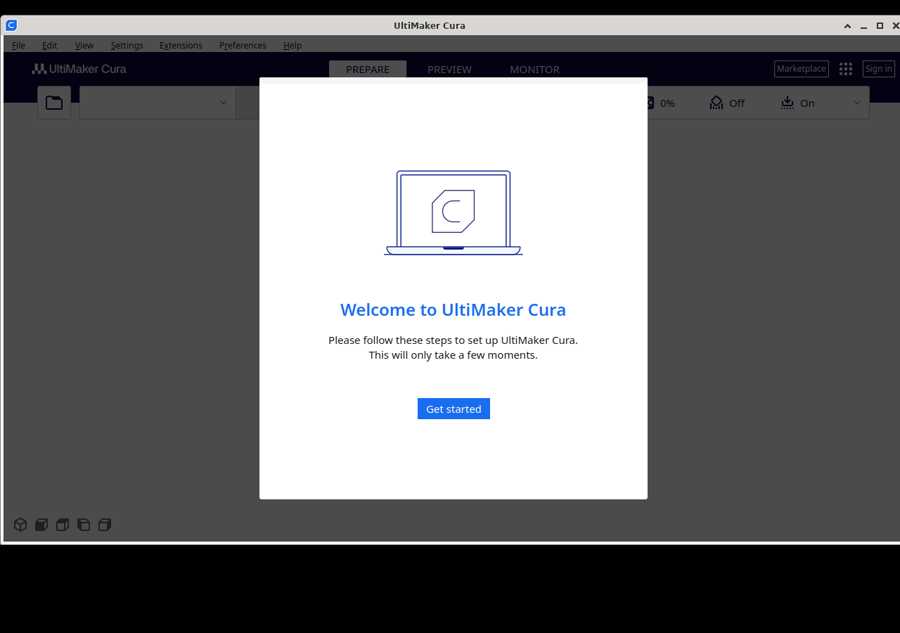 UltiMaker Cura
File Edit View Settings Extensions Preferences Help
UltiMaker Cura PREPARE PREVIEW MONITOR Marketplace Sign in
0% Off On
Welcome to UltiMaker Cura
Please follow these steps to set up UltiMaker Cura.
This will only take a few moments.
Get started